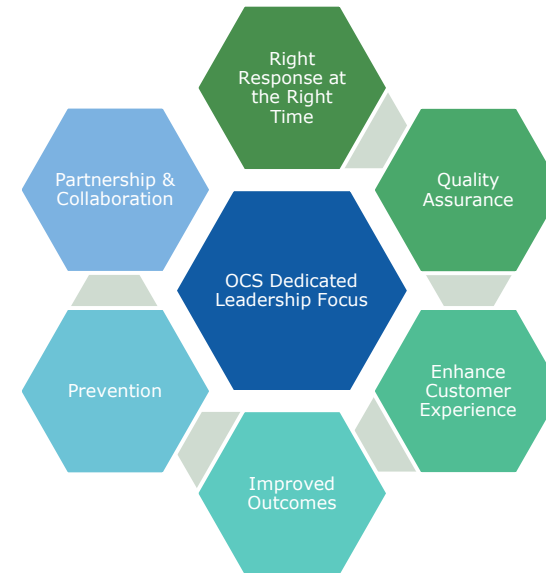 Right
Response at
the Right
Time
Partnership &
Collaboration
Quality
Assurance
OCS Dedicated
Leadership Focus
Prevention
Enhance
Customer
Experience
Improved
Outcomes